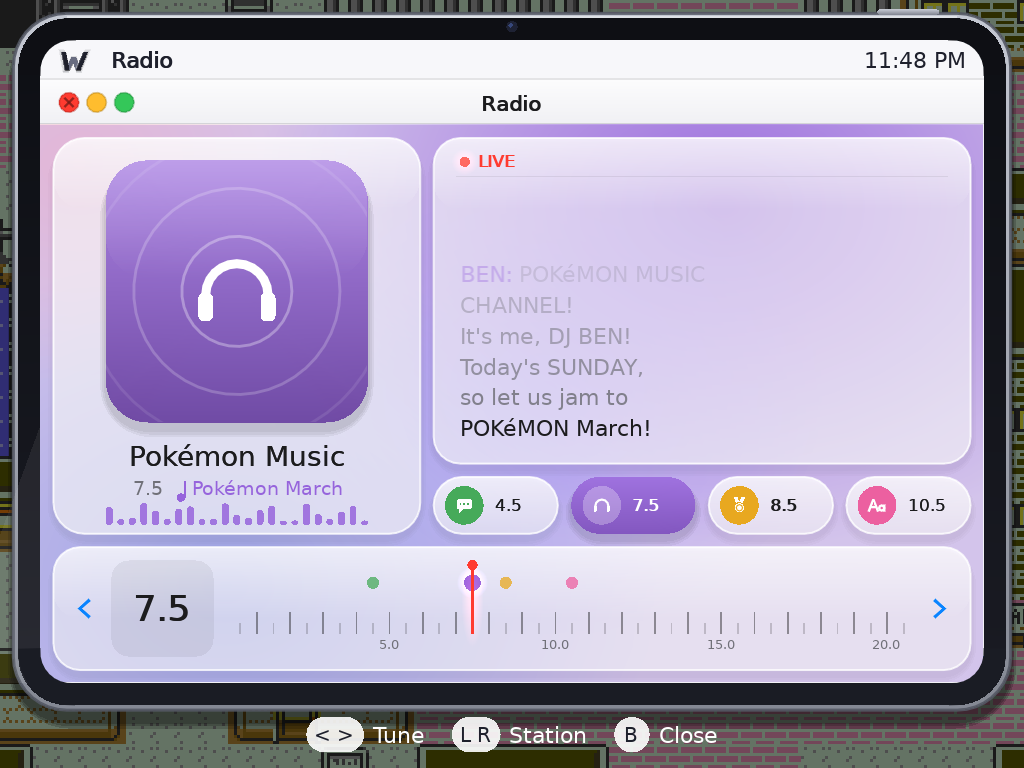 W Radio 11:48 PM
Radio
LIVE
BEN: POKéMON MUSIC
CHANNEL!
It's me, DJ BEN!
Today's SUNDAY,
so let us jam to
POKéMON March!
Pokémon Music
7.5 Pokémon March
4.5 7.5 8.5 Aa 10.5
< 7.5 >
5.0 10.0 15.0 20.0
< > Tune L R Station B Close